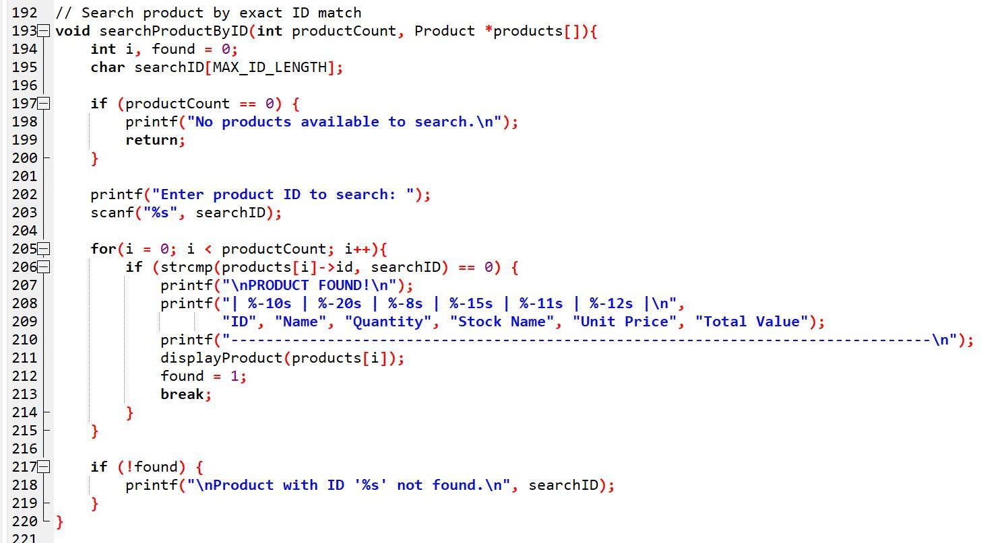 192 // Search product by exact ID match
193 void searchProductByID(int productCount, Product *products[]){
194     int i, found = 0;
195     char searchID[MAX_ID_LENGTH];
196
197     if (productCount == 0) {
198         printf("No products available to search.\n");
199         return;
200     }
201
202     printf("Enter product ID to search: ");
203     scanf("%s", searchID);
204
205     for(i = 0; i < productCount; i++){
206         if (strcmp(products[i]->id, searchID) == 0) {
207             printf("\nPRODUCT FOUND!\n");
208             printf("| %-10s | %-20s | %-8s | %-15s | %-11s | %-12s |\n",
209                    "ID", "Name", "Quantity", "Stock Name", "Unit Price", "Total Value");
210             printf("--------------------------------------------------------------------------------\n");
211             displayProduct(products[i]);
212             found = 1;
213             break;
214         }
215     }
216
217     if (!found) {
218         printf("\nProduct with ID '%s' not found.\n", searchID);
219     }
220 }
221